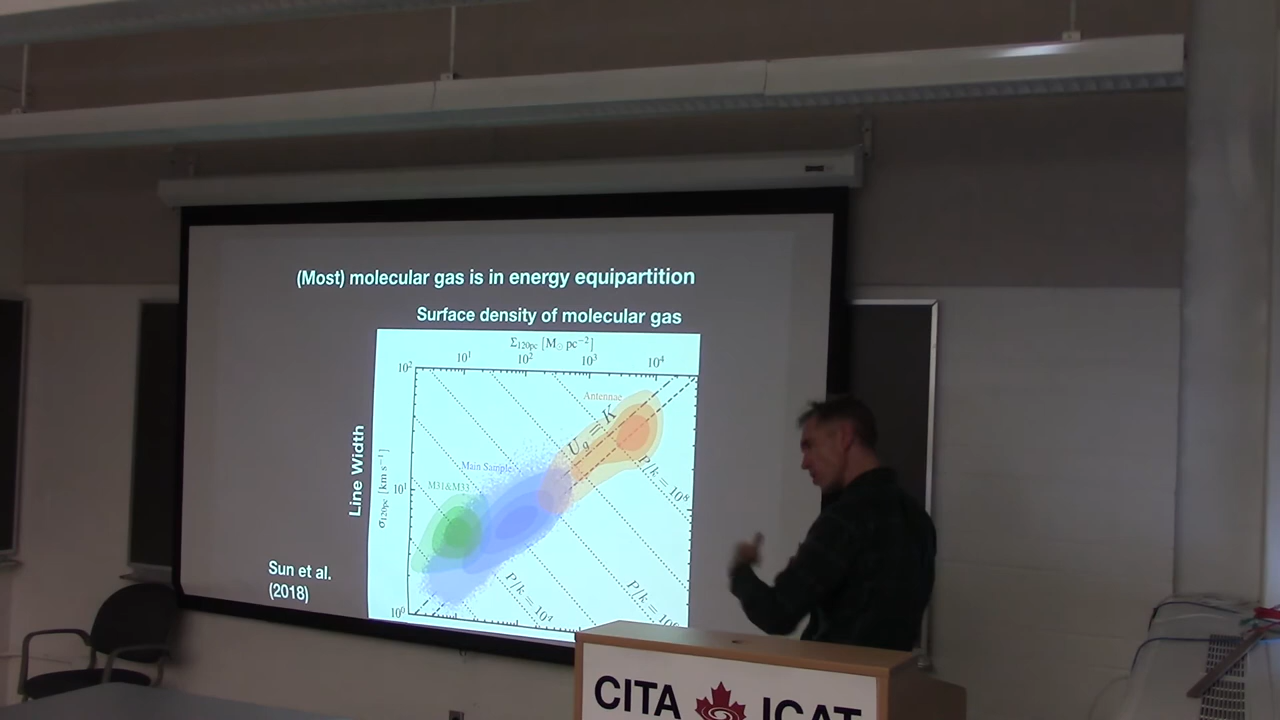 (Most) molecular gas is in energy equipartition
Surface density of molecular gas
Σ120pc [M☉ pc−2]
10¹ 10² 10³ 10⁴
10²
Antennae
Ug = K
Main Sample
M31&M33
P/k = 10⁸
10¹
Line Width
σ120pc [km s−1]
Sun et al.
(2018)
P/k = 10⁴
P/k = 10⁶
10⁰
CITA ICAT